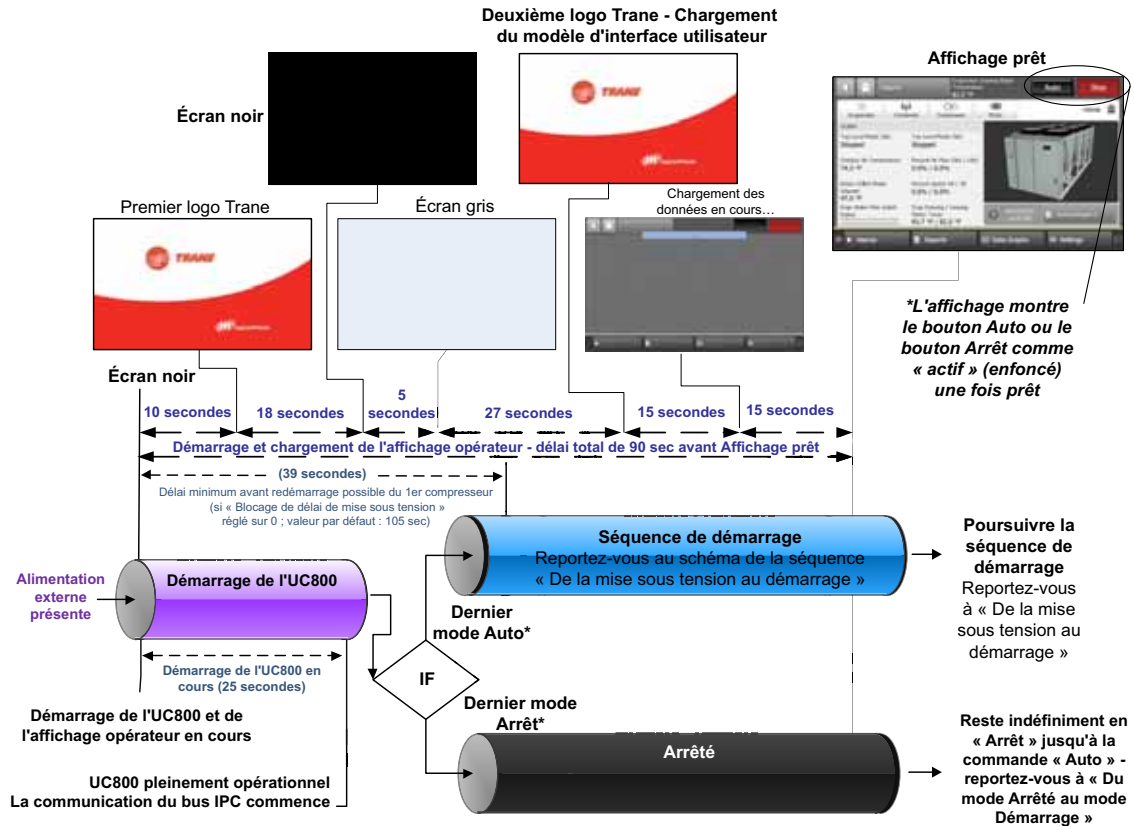 Deuxième logo Trane - Chargement
du modèle d'interface utilisateur
Affichage prêt
Écran noir
TRANE
Auto
Stop
Premier logo Trane
Écran gris
Chargement des
données en cours…
TRANE
*L'affichage montre
le bouton Auto ou le
bouton Arrêt comme
« actif » (enfoncé)
une fois prêt
Écran noir
10 secondes
18 secondes
5
secondes
27 secondes
15 secondes
15 secondes
Démarrage et chargement de l'affichage opérateur - délai total de 90 sec avant Affichage prêt
(39 secondes)
Délai minimum avant redémarrage possible du 1er compresseur
(si « Blocage de délai de mise sous tension »
réglé sur 0 ; valeur par défaut : 105 sec)
Séquence de démarrage
Reportez-vous au schéma de la séquence
« De la mise sous tension au démarrage »
Poursuivre la
séquence de
démarrage
Reportez-vous
à « De la mise
sous tension au
démarrage »
Alimentation
externe
présente
Démarrage de l'UC800
Dernier
mode Auto*
IF
Démarrage de l'UC800 en
cours (25 secondes)
Dernier mode
Arrêt*
Démarrage de l'UC800 et de
l'affichage opérateur en cours
Arrêté
Reste indéfiniment en
« Arrêt » jusqu'à la
commande « Auto » -
reportez-vous à « Du
mode Arrêté au mode
Démarrage »
UC800 pleinement opérationnel
La communication du bus IPC commence